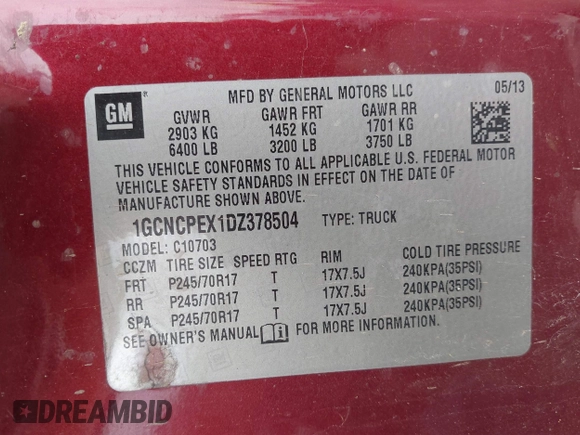 MFD BY GENERAL MOTORS LLC 05/13
GM
GVWR GAWR FRT GAWR RR
2903 KG 1452 KG 1701 KG
6400 LB 3200 LB 3750 LB
THIS VEHICLE CONFORMS TO ALL APPLICABLE U.S. FEDERAL MOTOR
VEHICLE SAFETY STANDARDS IN EFFECT ON THE DATE OF
MANUFACTURE SHOWN ABOVE.
1GCNCPEX1DZ378504 TYPE: TRUCK
MODEL: C10703
CCZM TIRE SIZE SPEED RTG RIM COLD TIRE PRESSURE
FRT P245/70R17 T 17X7.5J 240KPA(35PSI)
RR P245/70R17 T 17X7.5J 240KPA(35PSI)
SPA P245/70R17 T 17X7.5J 240KPA(35PSI)
SEE OWNER'S MANUAL FOR MORE INFORMATION.
DREAMBID